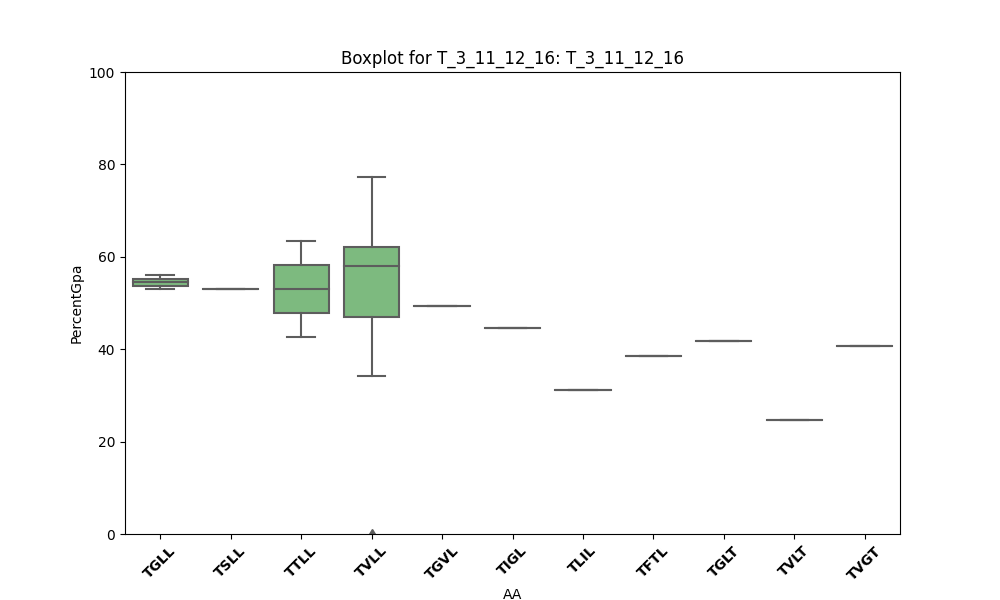 Boxplot for T_3_11_12_16: T_3_11_12_16
100
80
60
40
20
0
PercentGpa
TGLL TSLL TTLL TVLL TGVL TIGL TLIL TFTL TGLT TVLT TVGT
AA